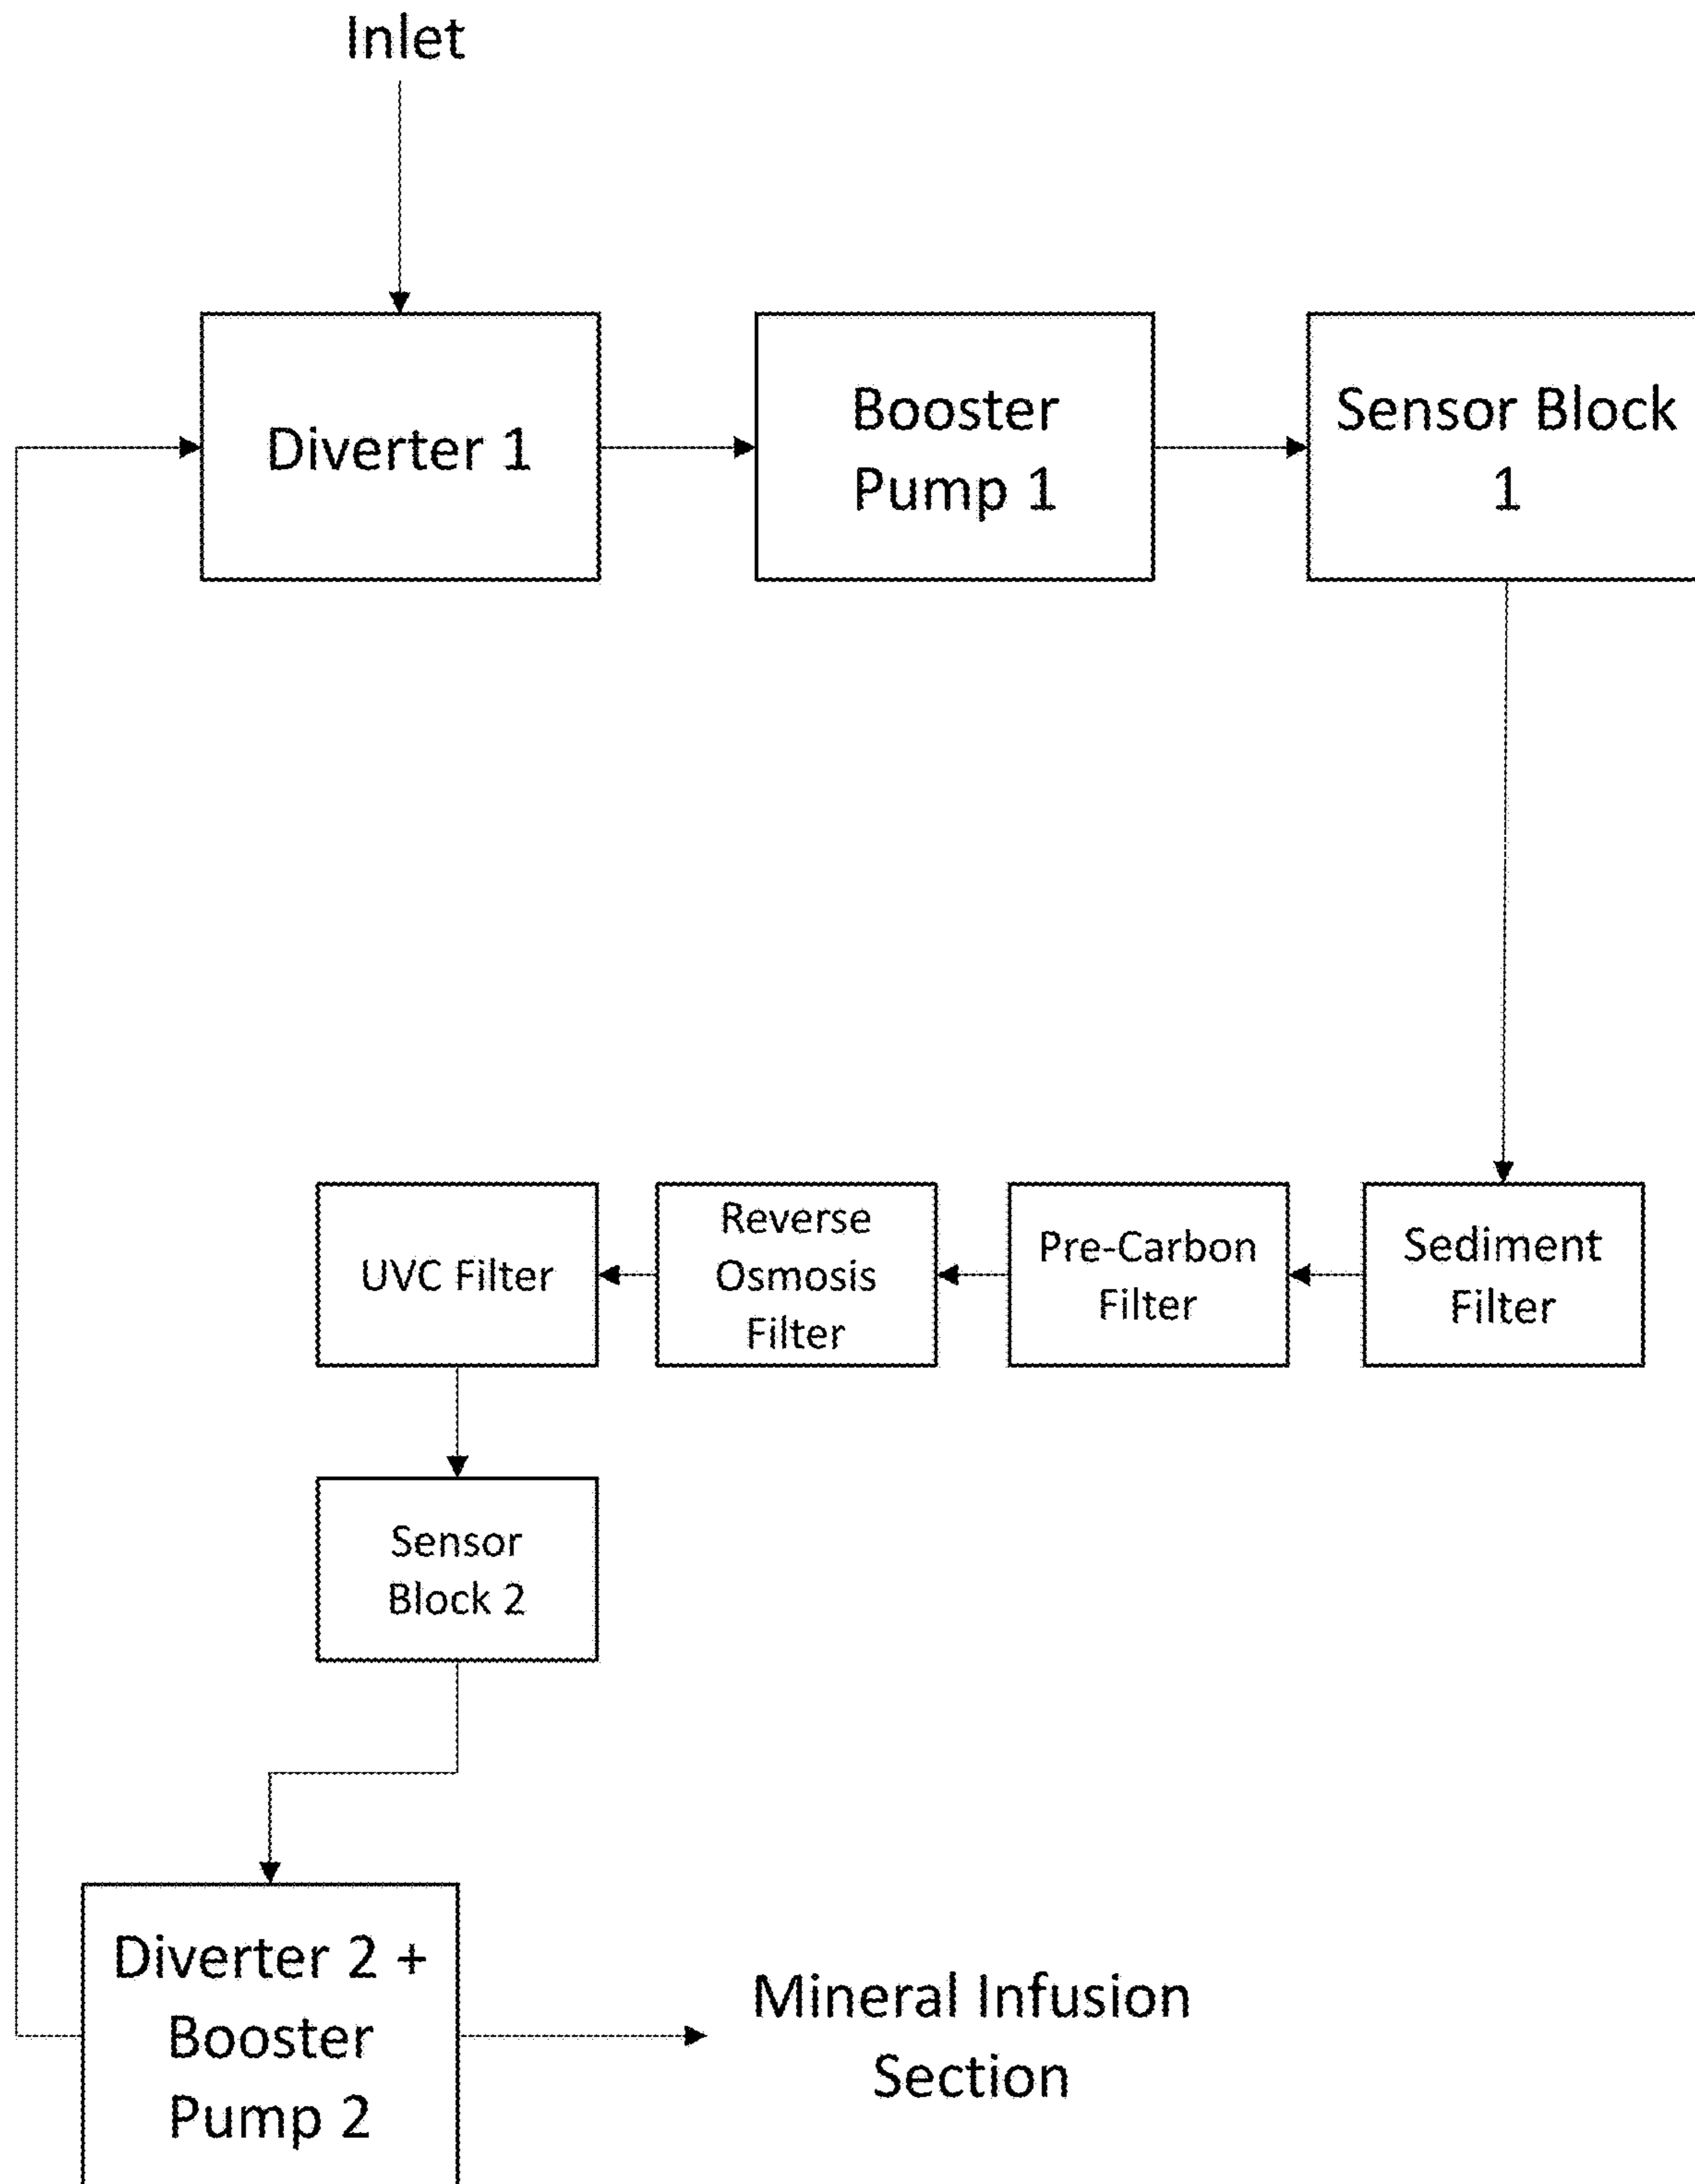 Inlet
Diverter 1
Booster
Pump 1
Sensor Block
1
UVC Filter
Reverse
Osmosis
Filter
Pre-Carbon
Filter
Sediment
Filter
Sensor
Block 2
Diverter 2 +
Booster
Pump 2
Mineral Infusion
Section